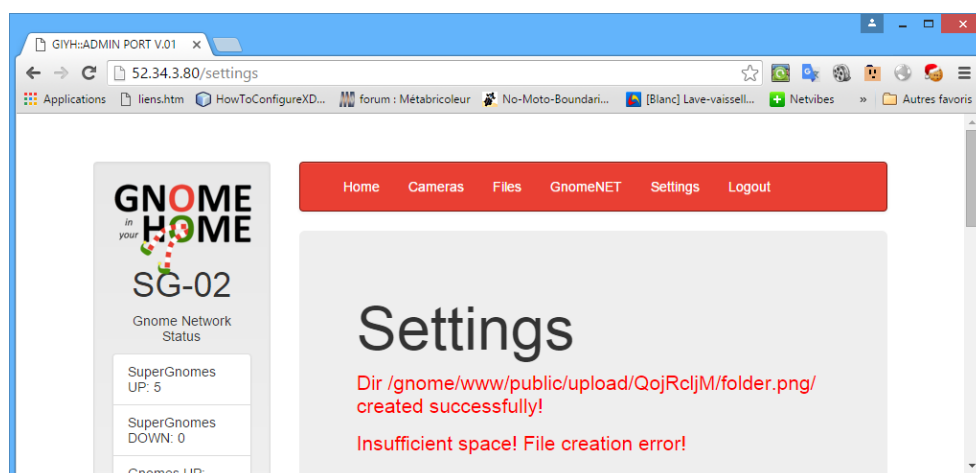 GIYH::ADMIN PORT V.01
52.34.3.80/settings
Applications liens.htm HowToConfigureXD... forum : Métabricoleur No-Moto-Boundari... [Blanc] Lave-vaissell... Netvibes » Autres favoris
GNOME
in
your
HOME
SG-02
Gnome Network
Status
SuperGnomes
UP: 5
SuperGnomes
DOWN: 0
Gnomes UP:
Home Cameras Files GnomeNET Settings Logout
Settings
Dir /gnome/www/public/upload/QojRcljM/folder.png/
created successfully!
Insufficient space! File creation error!